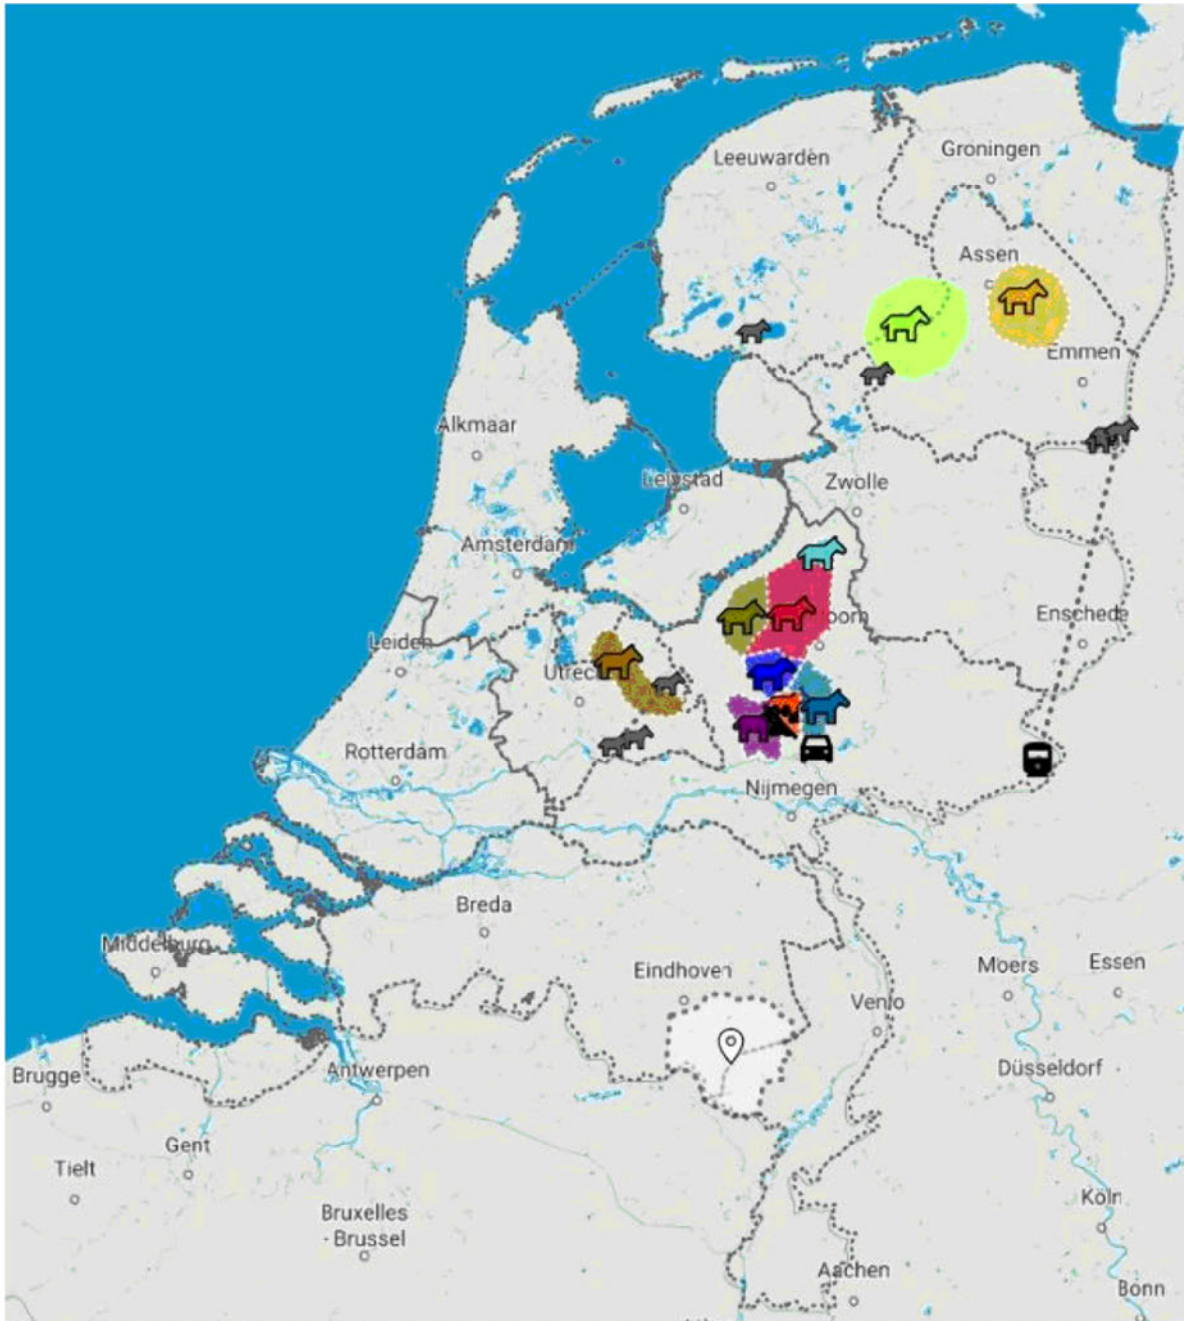 Leeuwarden
Groningen
Assen
Emmen
Alkmaar
Lelystad
Zwolle
Amsterdam
Enschede
oorn
Leiden
Utrec
Rotterdam
Nijmegen
Breda
Middelburg
Eindhoven
Moers
Essen
Venlo
Brugge
Antwerpen
Düsseldorf
Gent
Tielt
Köln
Bruxelles
- Brussel
Aachen
Bonn